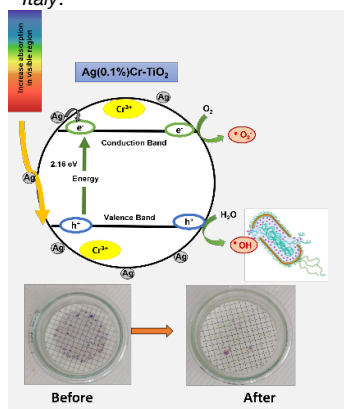 Italy.
Increase absorption
in visible region
Ag(0.1%)Cr-TiO₂
Ag
Cr³⁺
Ag
e⁻
e⁻
O₂
• O₂⁻
Conduction Band
2.16 eV
Energy
Ag
Valence Band
h⁺
h⁺
H₂O
• OH
Cr³⁺
Ag
Ag
Ag
Before
After